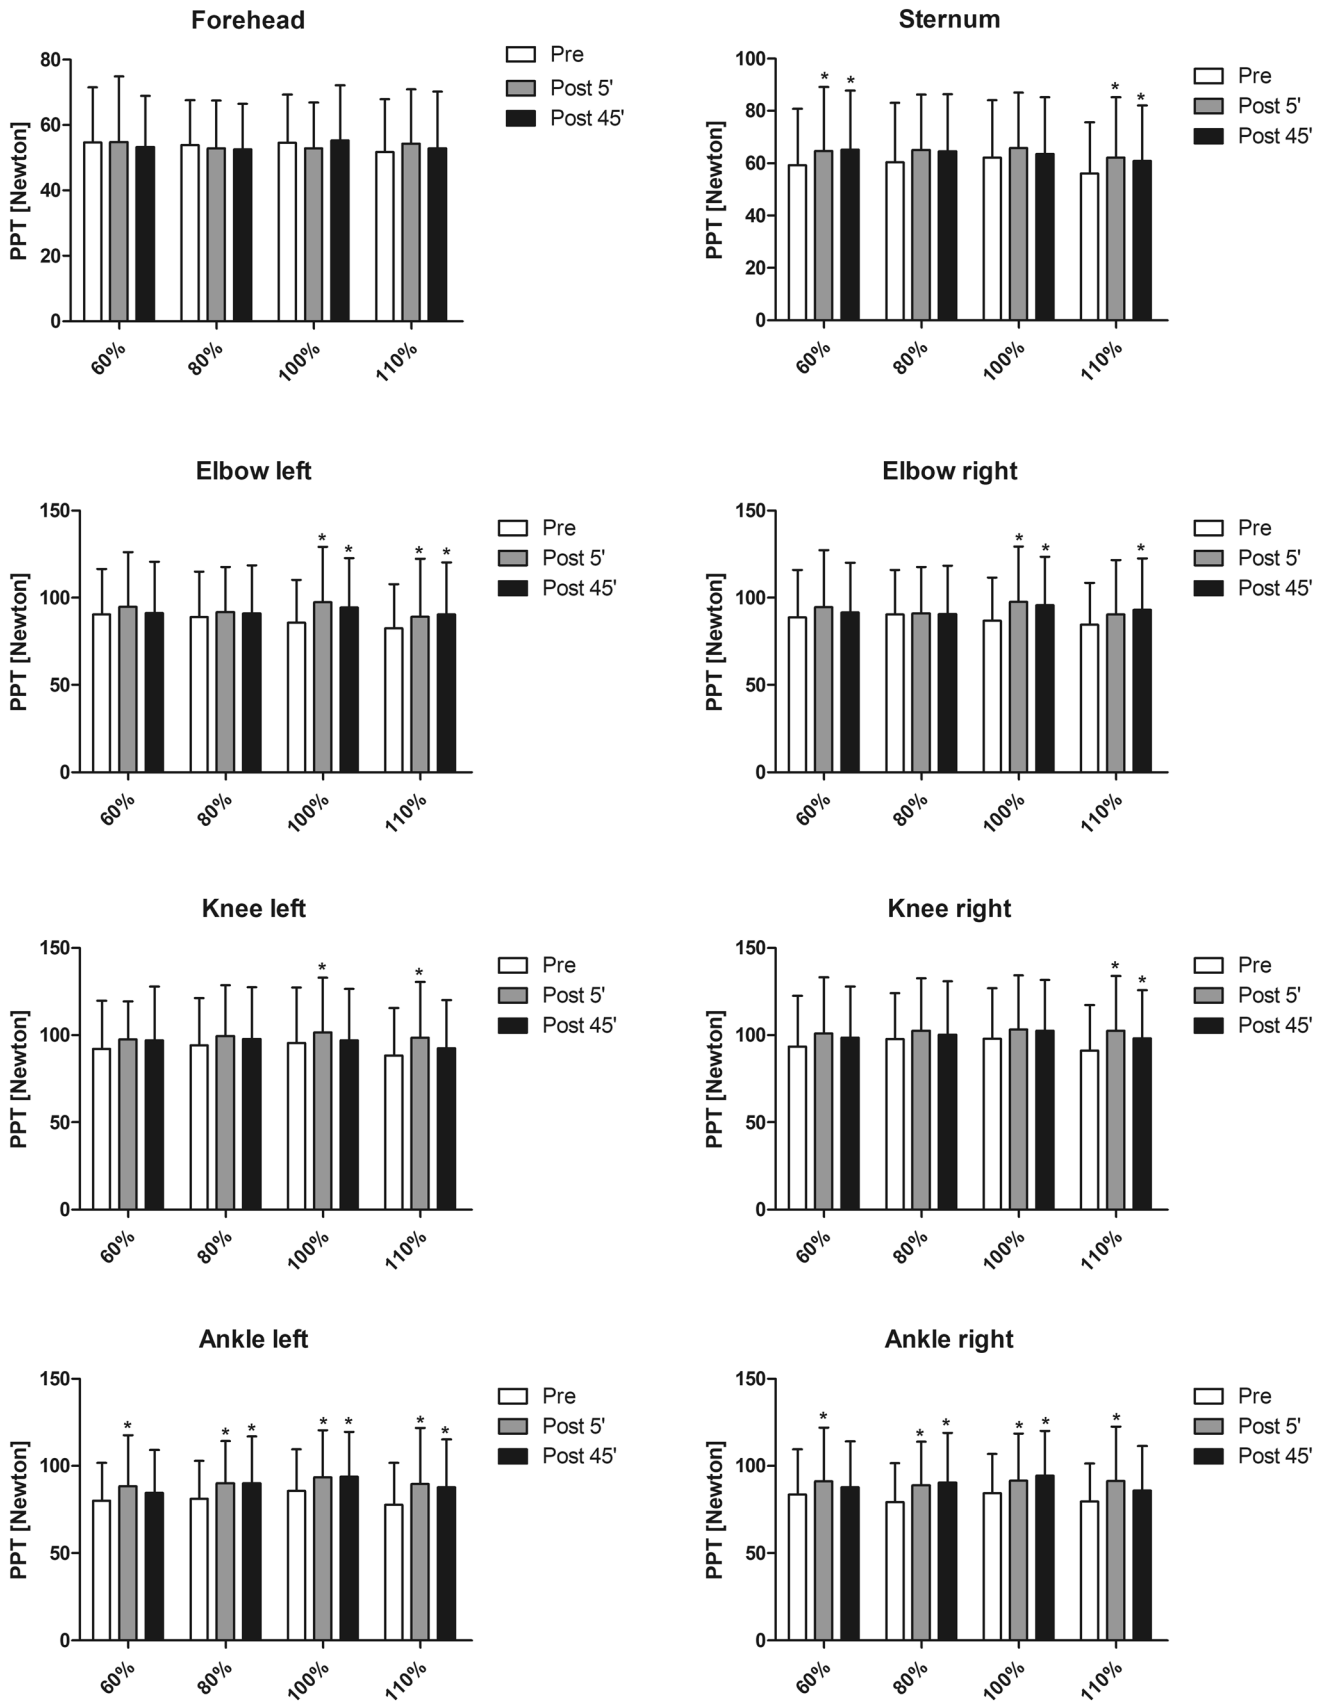 Forehead
PPT [Newton]
80
60
40
20
0
60%
80%
100%
110%
Pre
Post 5'
Post 45'
Sternum
PPT [Newton]
100
80
60
40
20
0
* *
* *
60%
80%
100%
110%
Pre
Post 5'
Post 45'
Elbow left
PPT [Newton]
150
100
50
0
* *
* *
60%
80%
100%
110%
Pre
Post 5'
Post 45'
Elbow right
PPT [Newton]
150
100
50
0
* *
*
60%
80%
100%
110%
Pre
Post 5'
Post 45'
Knee left
PPT [Newton]
150
100
50
0
*
*
60%
80%
100%
110%
Pre
Post 5'
Post 45'
Knee right
PPT [Newton]
150
100
50
0
* *
60%
80%
100%
110%
Pre
Post 5'
Post 45'
Ankle left
PPT [Newton]
150
100
50
0
*
* *
* *
* *
60%
80%
100%
110%
Pre
Post 5'
Post 45'
Ankle right
PPT [Newton]
150
100
50
0
*
* *
* *
*
60%
80%
100%
110%
Pre
Post 5'
Post 45'